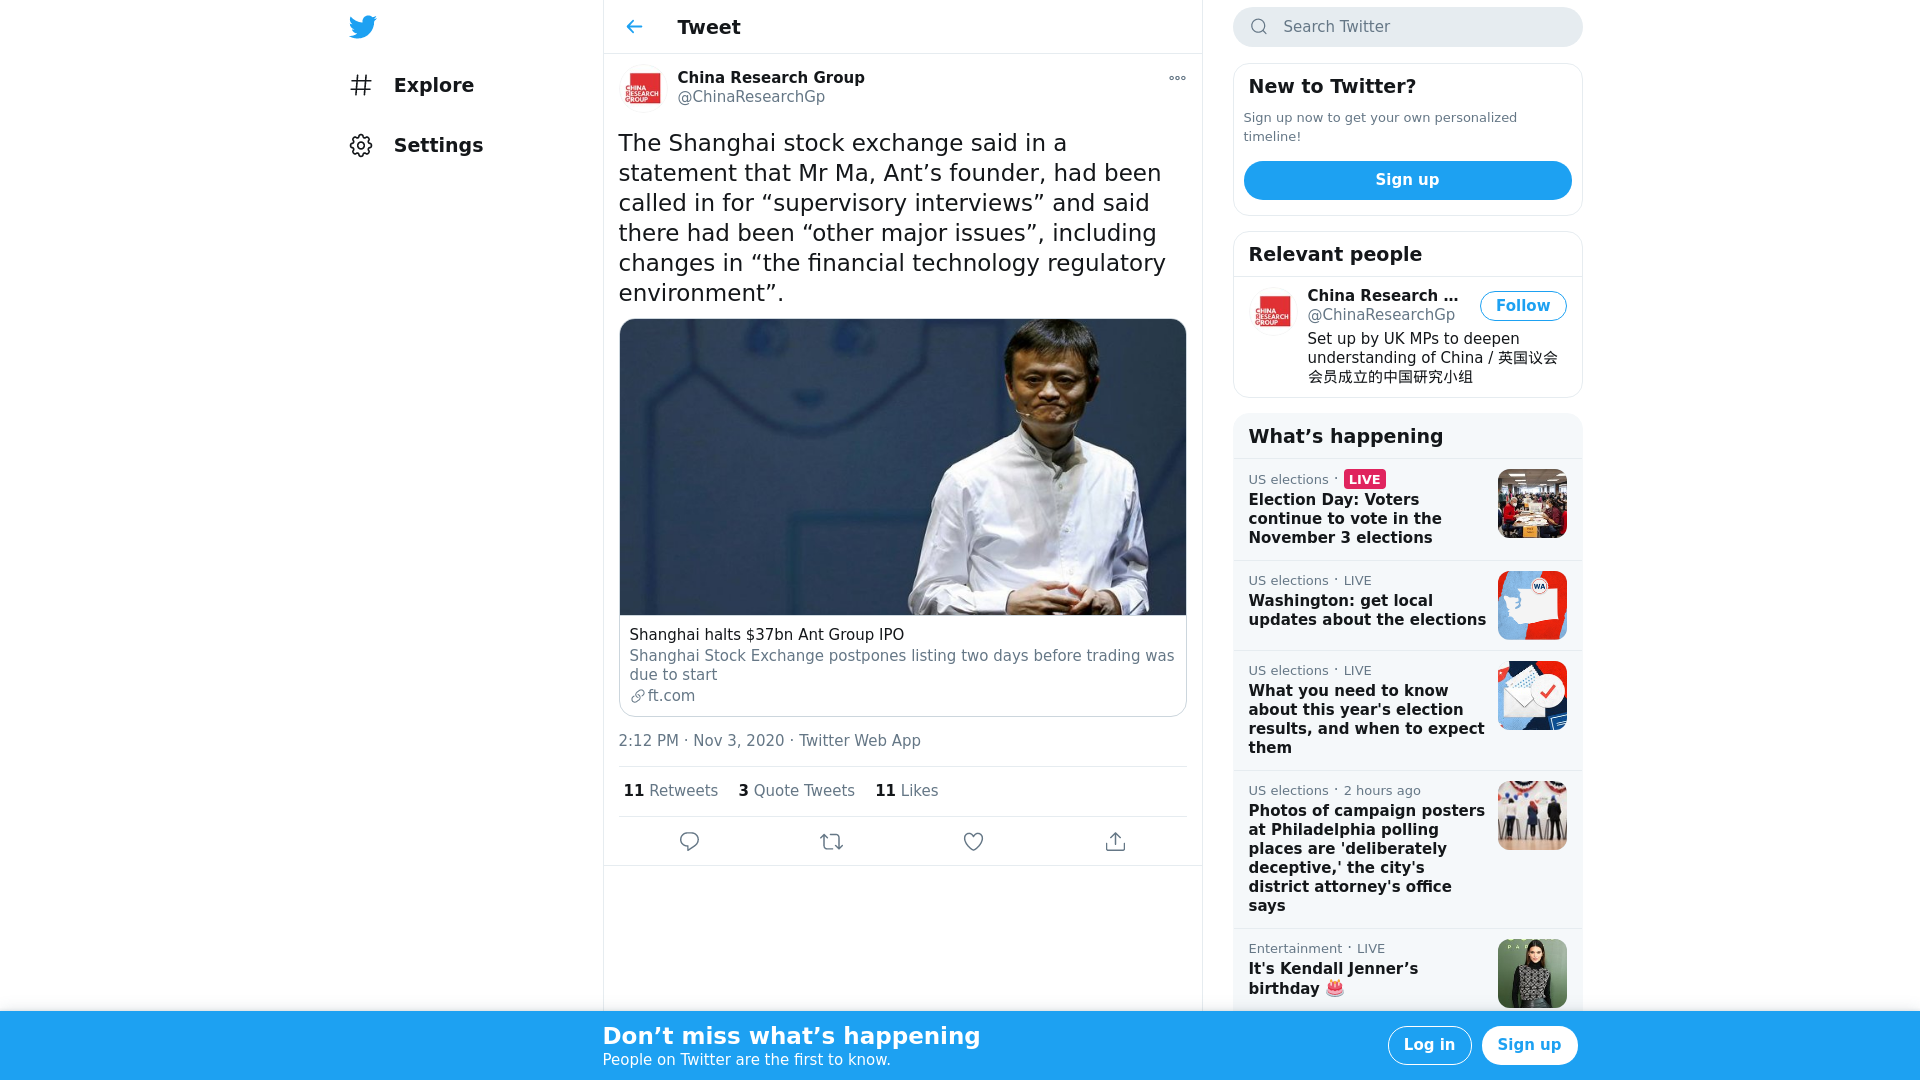 Explore
Settings
Tweet
CHINA RESEARCH GROUP
China Research Group
@ChinaResearchGp
The Shanghai stock exchange said in a
statement that Mr Ma, Ant’s founder, had been
called in for “supervisory interviews” and said
there had been “other major issues”, including
changes in “the financial technology regulatory
environment”.
Shanghai halts $37bn Ant Group IPO
Shanghai Stock Exchange postpones listing two days before trading was
due to start
ft.com
2:12 PM · Nov 3, 2020 · Twitter Web App
11 Retweets 3 Quote Tweets 11 Likes
Search Twitter
New to Twitter?
Sign up now to get your own personalized
timeline!
Sign up
Relevant people
CHINA RESEARCH GROUP
China Research ...
@ChinaResearchGp
Follow
Set up by UK MPs to deepen
understanding of China / 英国议会
会员成立的中国研究小组
What’s happening
US elections · LIVE
Election Day: Voters
continue to vote in the
November 3 elections
US elections · LIVE
Washington: get local
updates about the elections
WA
US elections · LIVE
What you need to know
about this year's election
results, and when to expect
them
US elections · 2 hours ago
Photos of campaign posters
at Philadelphia polling
places are 'deliberately
deceptive,' the city's
district attorney's office
says
Entertainment · LIVE
It's Kendall Jenner’s
birthday 🎂
Don’t miss what’s happening
People on Twitter are the first to know.
Log in
Sign up